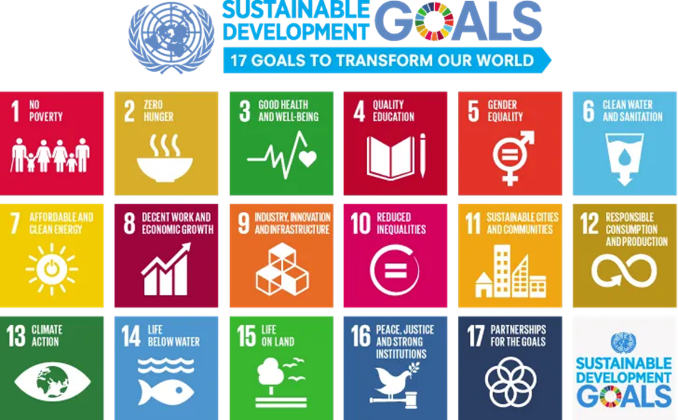 SUSTAINABLE
DEVELOPMENT
GOALS
17 GOALS TO TRANSFORM OUR WORLD
1 NO
POVERTY
2 ZERO
HUNGER
3 GOOD HEALTH
AND WELL-BEING
4 QUALITY
EDUCATION
5 GENDER
EQUALITY
6 CLEAN WATER
AND SANITATION
7 AFFORDABLE AND
CLEAN ENERGY
8 DECENT WORK AND
ECONOMIC GROWTH
9 INDUSTRY, INNOVATION
AND INFRASTRUCTURE
10 REDUCED
INEQUALITIES
11 SUSTAINABLE CITIES
AND COMMUNITIES
12 RESPONSIBLE
CONSUMPTION
AND PRODUCTION
13 CLIMATE
ACTION
14 LIFE
BELOW WATER
15 LIFE
ON LAND
16 PEACE, JUSTICE
AND STRONG
INSTITUTIONS
17 PARTNERSHIPS
FOR THE GOALS
SUSTAINABLE
DEVELOPMENT
GOALS